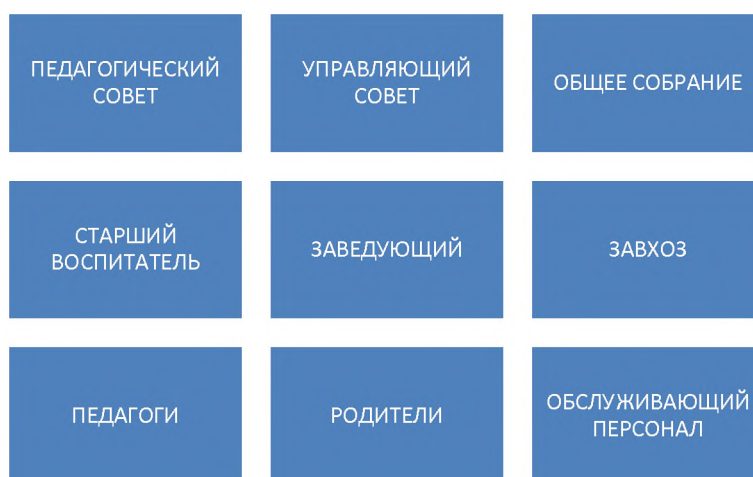 ПЕДАГОГИЧЕСКИЙ
СОВЕТ
УПРАВЛЯЮЩИЙ
СОВЕТ
ОБЩЕЕ СОБРАНИЕ
СТАРШИЙ
ВОСПИТАТЕЛЬ
ЗАВЕДУЮЩИЙ
ЗАВХОЗ
ПЕДАГОГИ
РОДИТЕЛИ
ОБСЛУЖИВАЮЩИЙ
ПЕРСОНАЛ